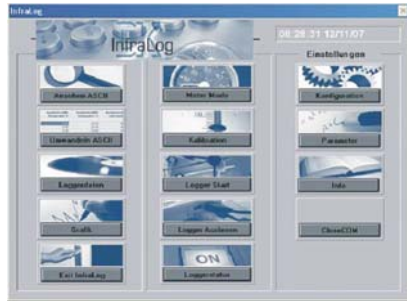 InfraLog
InfraLog
08:28:31 12/11/07
Einstellungen
Ansehen ASCII
Meter Mode
Konfiguration
Umwandeln ASCII
Kalibration
Parameter
Loggerdaten
Logger Start
Info
Grafik
Logger Auslesen
CloseCOM
Exit InfraLog
ON
Loggerstatus